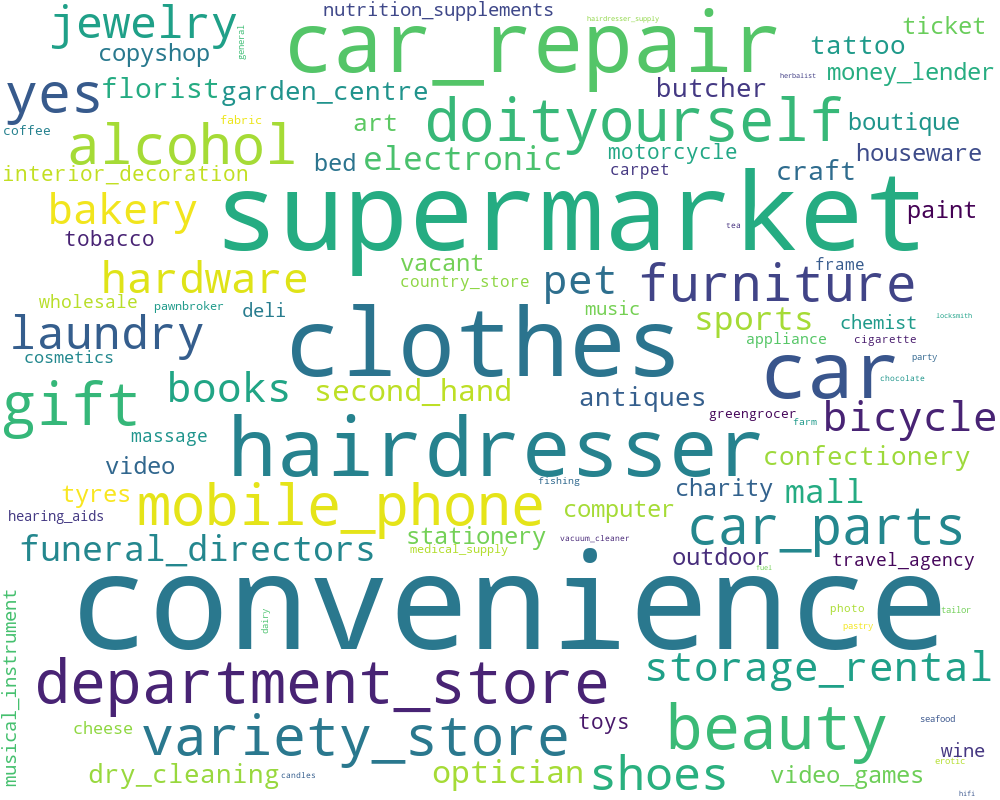 jewelry
nutrition_supplements
hairdresser_supply
car_repair
ticket
general
copyshop
tattoo
herbalist
money_lender
yes
florist
garden_centre
butcher
coffee
fabric
art
doityourself
boutique
alcohol
bed
electronic
motorcycle
carpet
craft
houseware
interior_decoration
supermarket
bakery
tobacco
tea
paint
hardware
vacant
country_store
pet
furniture
frame
wholesale
pawnbroker
deli
music
sports
chemist
locksmith
laundry
cosmetics
clothes
appliance
cigarette
party
car
chocolate
gift
books
second_hand
antiques
greengrocer
farm
bicycle
massage
hairdresser
video
confectionery
tyres
mobile_phone
fishing
charity
mall
hearing_aids
computer
car_parts
funeral_directors
stationery
medical_supply
vacuum_cleaner
outdoor
fuel
travel_agency
convenience
dairy
photo
tailor
pastry
musical_instrument
department_store
storage_rental
cheese
variety_store
toys
beauty
seafood
wine
dry_cleaning
candles
optician
shoes
video_games
erotic
hifi